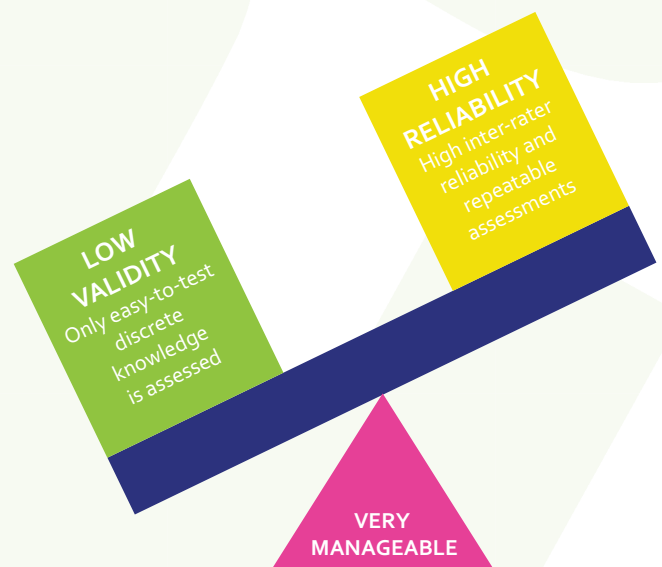 LOW
VALIDITY
Only easy-to-test
discrete
knowledge
is assessed
HIGH
RELIABILITY
High inter-rater
reliability and
repeatable
assessments
VERY
MANAGEABLE